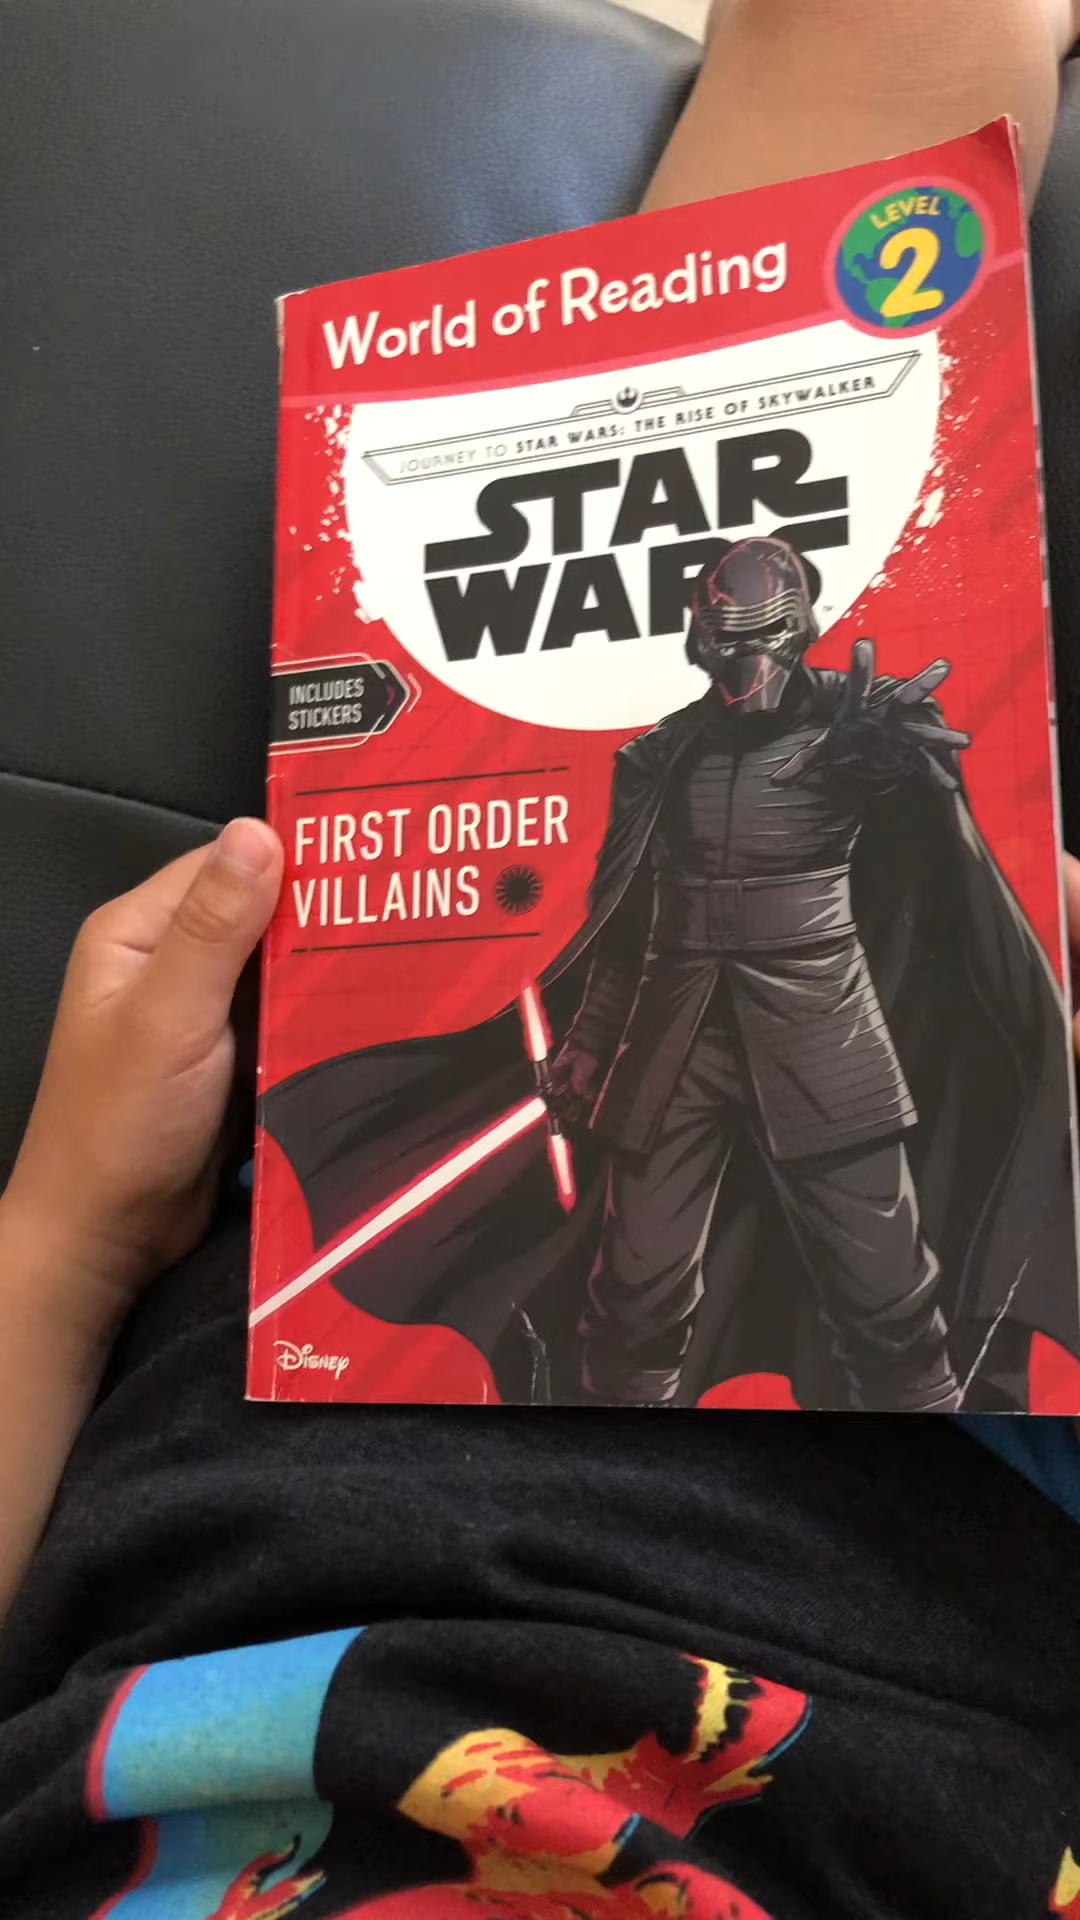 World of Reading
LEVEL
2
JOURNEY TO STAR WARS: THE RISE OF SKYWALKER
STAR
WARS
™
INCLUDES
STICKERS
FIRST ORDER
VILLAINS
Disney